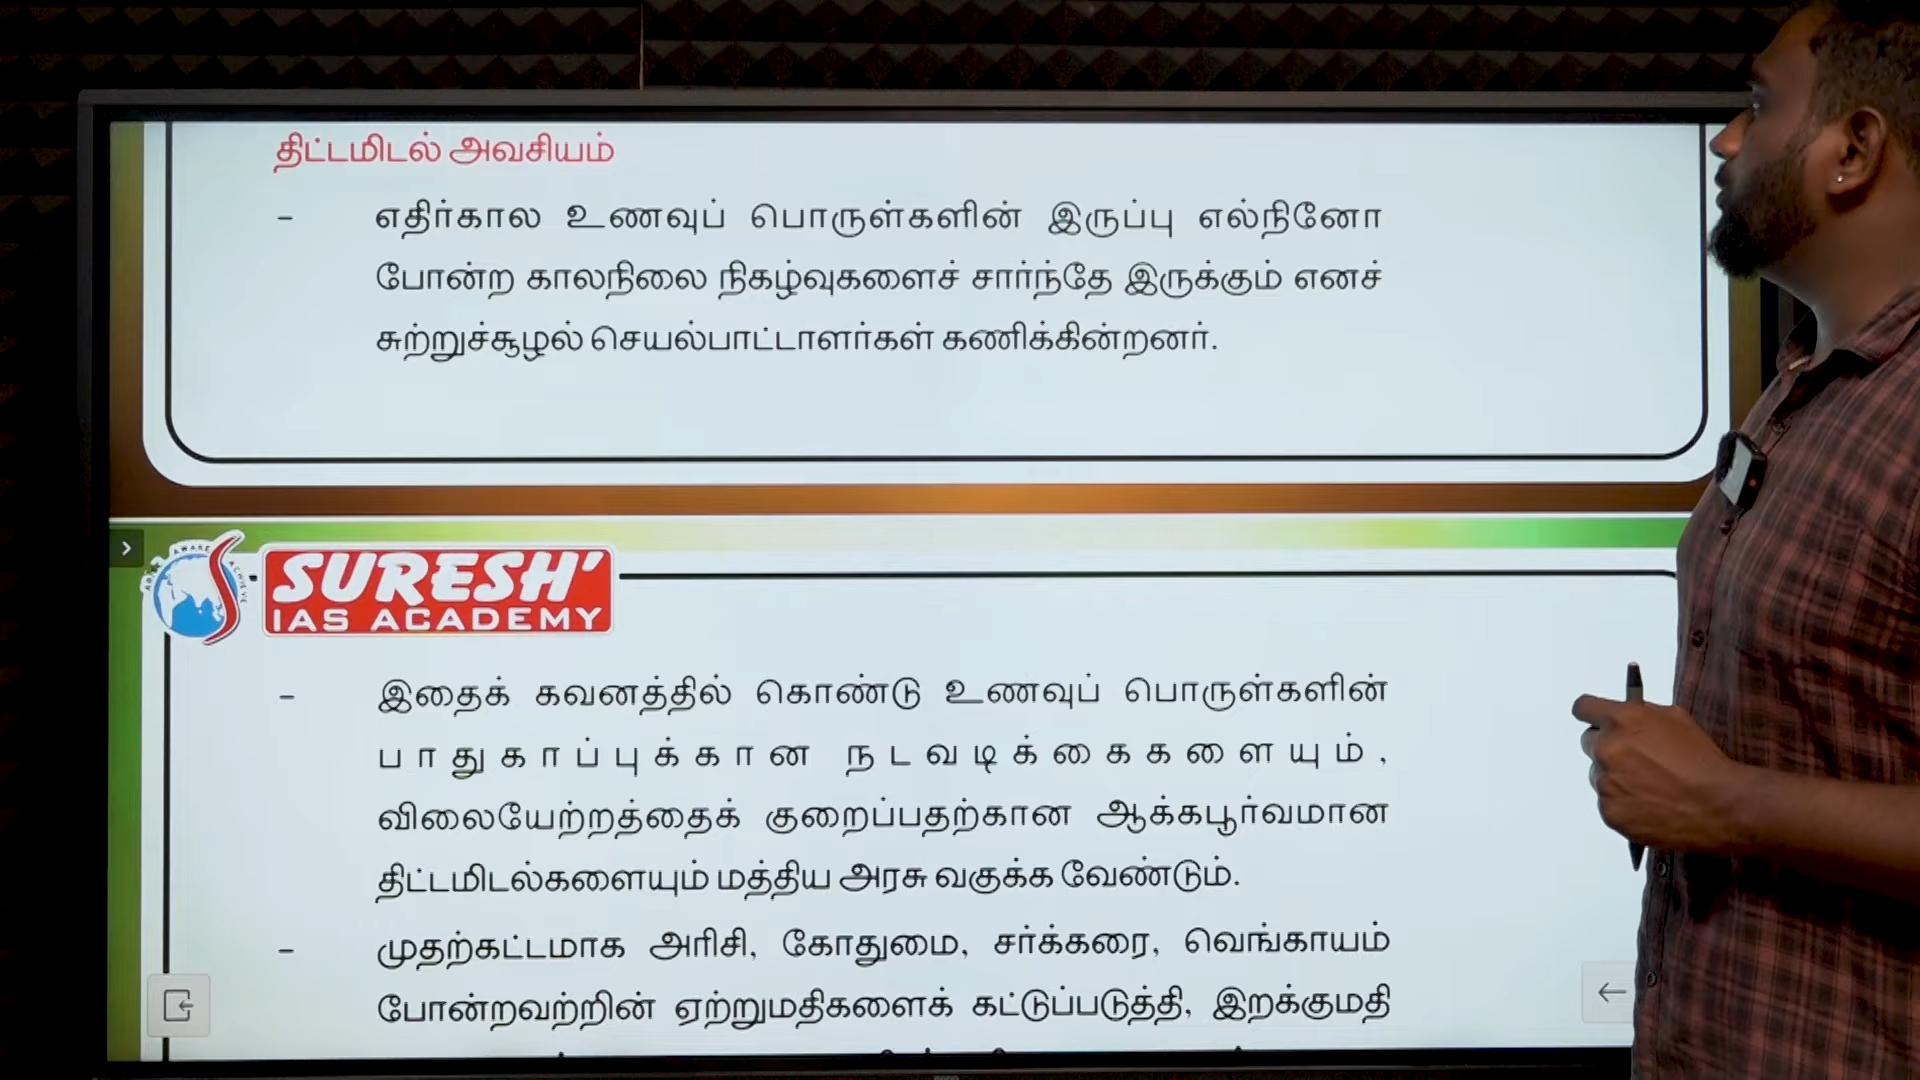 திட்டமிடல் அவசியம்
- எதிர்கால உணவுப் பொருள்களின் இருப்பு எல்நினோ
போன்ற காலநிலை நிகழ்வுகளைச் சார்ந்தே இருக்கும் எனச்
சுற்றுச்சூழல் செயல்பாட்டாளர்கள் கணிக்கின்றனர்.
SURESH'
IAS ACADEMY
- இதைக் கவனத்தில் கொண்டு உணவுப் பொருள்களின்
பாதுகாப்புக்கான நடவடிக்கைகளையும்,
விலையேற்றத்தைக் குறைப்பதற்கான ஆக்கபூர்வமான
திட்டமிடல்களையும் மத்திய அரசு வகுக்க வேண்டும்.
- முதற்கட்டமாக அரிசி, கோதுமை, சர்க்கரை, வெங்காயம்
போன்றவற்றின் ஏற்றுமதிகளைக் கட்டுப்படுத்தி, இறக்குமதி